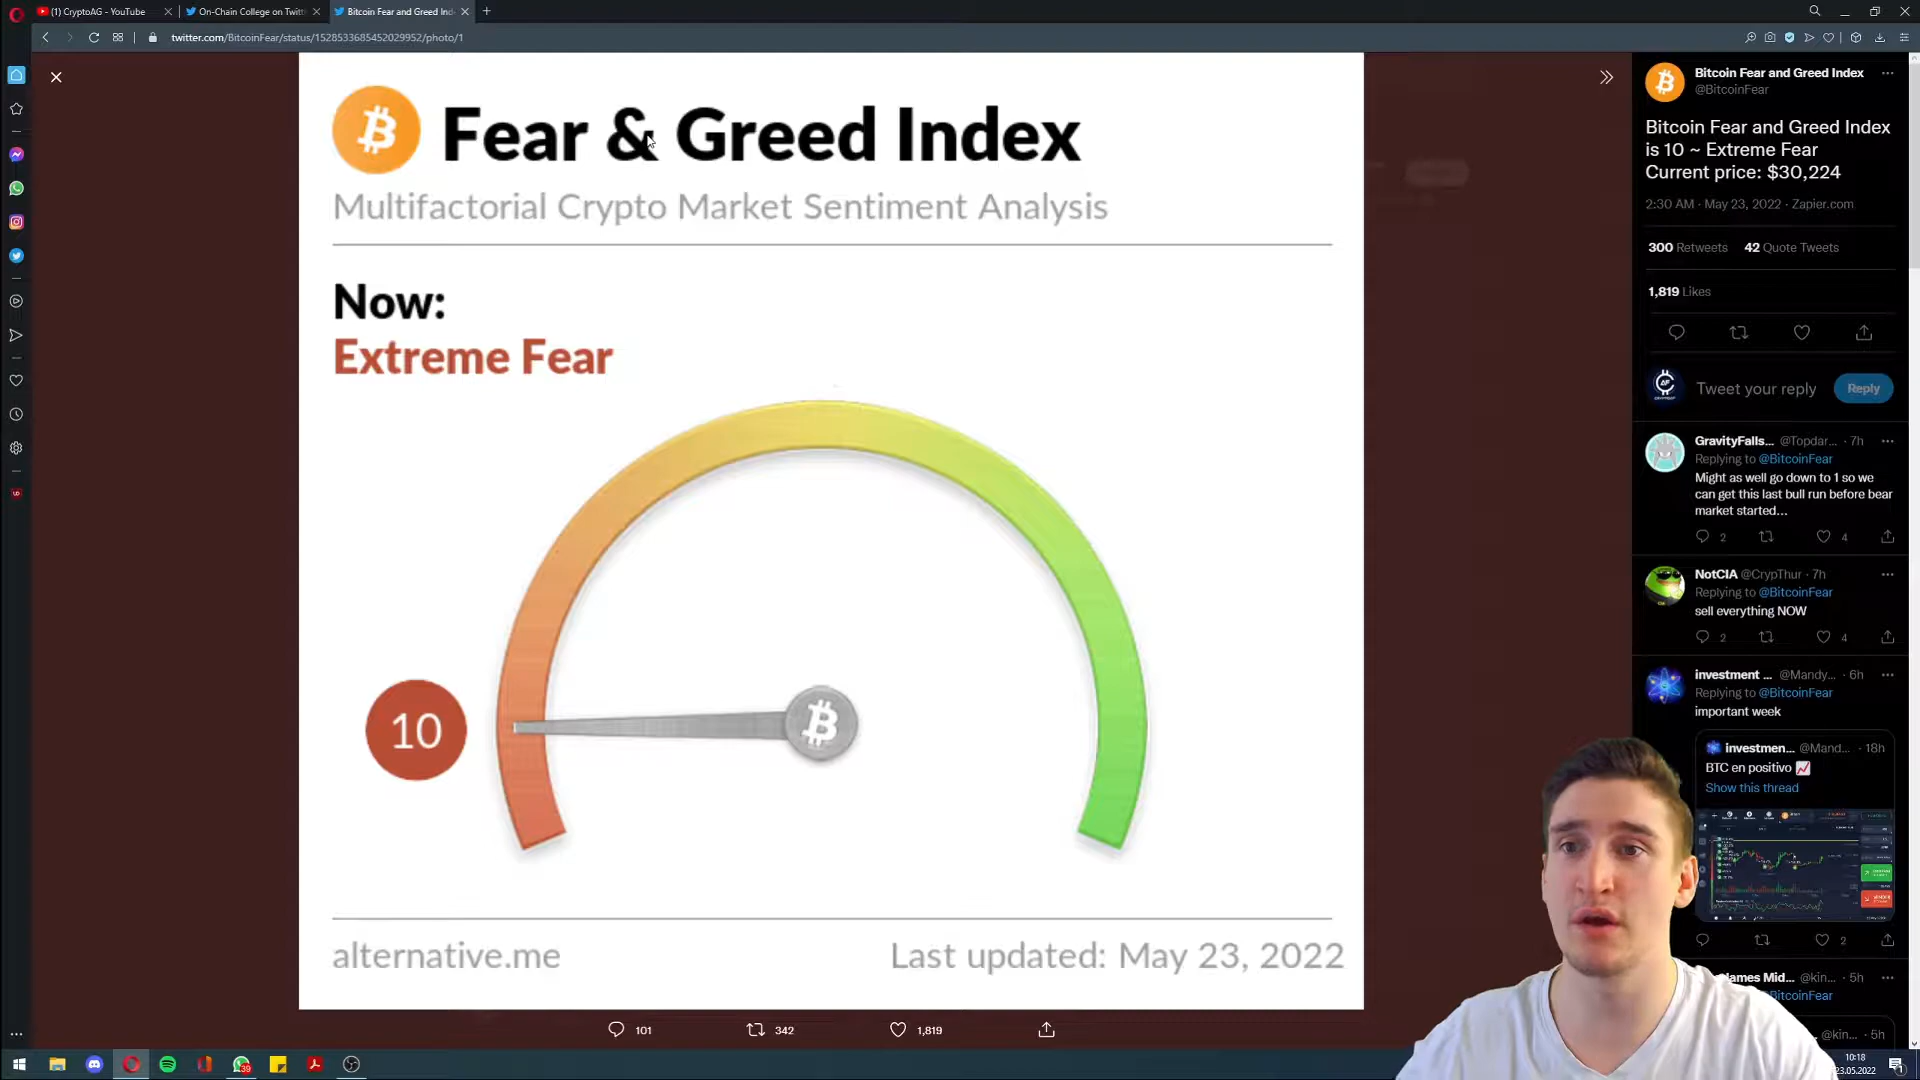 (1) CryptoAG - YouTube
On-Chain College on Twitt
Bitcoin Fear and Greed Ind
twitter.com/BitcoinFear/status/1528533685452029952/photo/1
Fear & Greed Index
Multifactorial Crypto Market Sentiment Analysis
Now:
Extreme Fear
10
alternative.me
Last updated: May 23, 2022
101
342
1,819
Bitcoin Fear and Greed Index
@BitcoinFear
Bitcoin Fear and Greed Index
is 10 ~ Extreme Fear
Current price: $30,224
2:30 AM · May 23, 2022 · Zapier.com
300 Retweets 42 Quote Tweets
1,819 Likes
Tweet your reply
Reply
GravityFalls... @Topdar... · 7h
Replying to @BitcoinFear
Might as well go down to 1 so we
can get this last bull run before bear
market started...
2 4
NotCIA @CrypThur · 7h
Replying to @BitcoinFear
sell everything NOW
2 4
investment ... @Mandy... · 6h
Replying to @BitcoinFear
important week
investmen... @Mand... · 18h
BTC en positivo
Show this thread
2
James Mid... @kin... · 5h
BitcoinFear
@kin... · 5h
39
10:18
23.05.2022